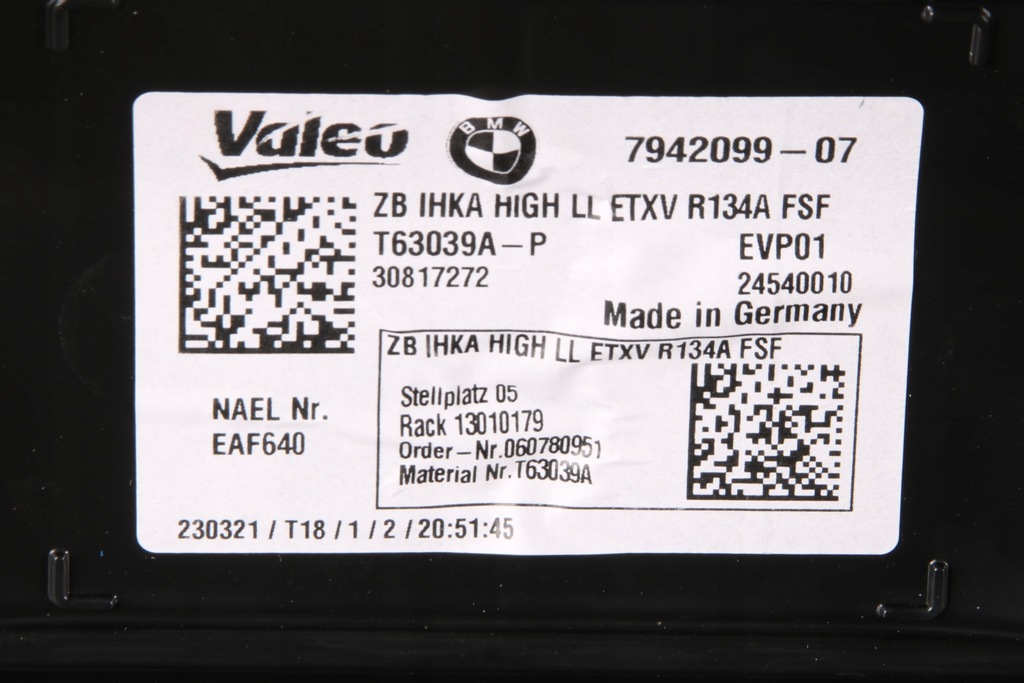 Valeo BMW 7942099-07
ZB IHKA HIGH LL ETXV R134A FSF
T63039A-P EVP01
30817272 24540010
Made in Germany
ZB IHKA HIGH LL ETXV R134A FSF
Stellplatz 05
Rack 13010179
Order-Nr.060780951
Material Nr.T63039A
NAEL Nr.
EAF640
230321/T18/1/2/20:51:45